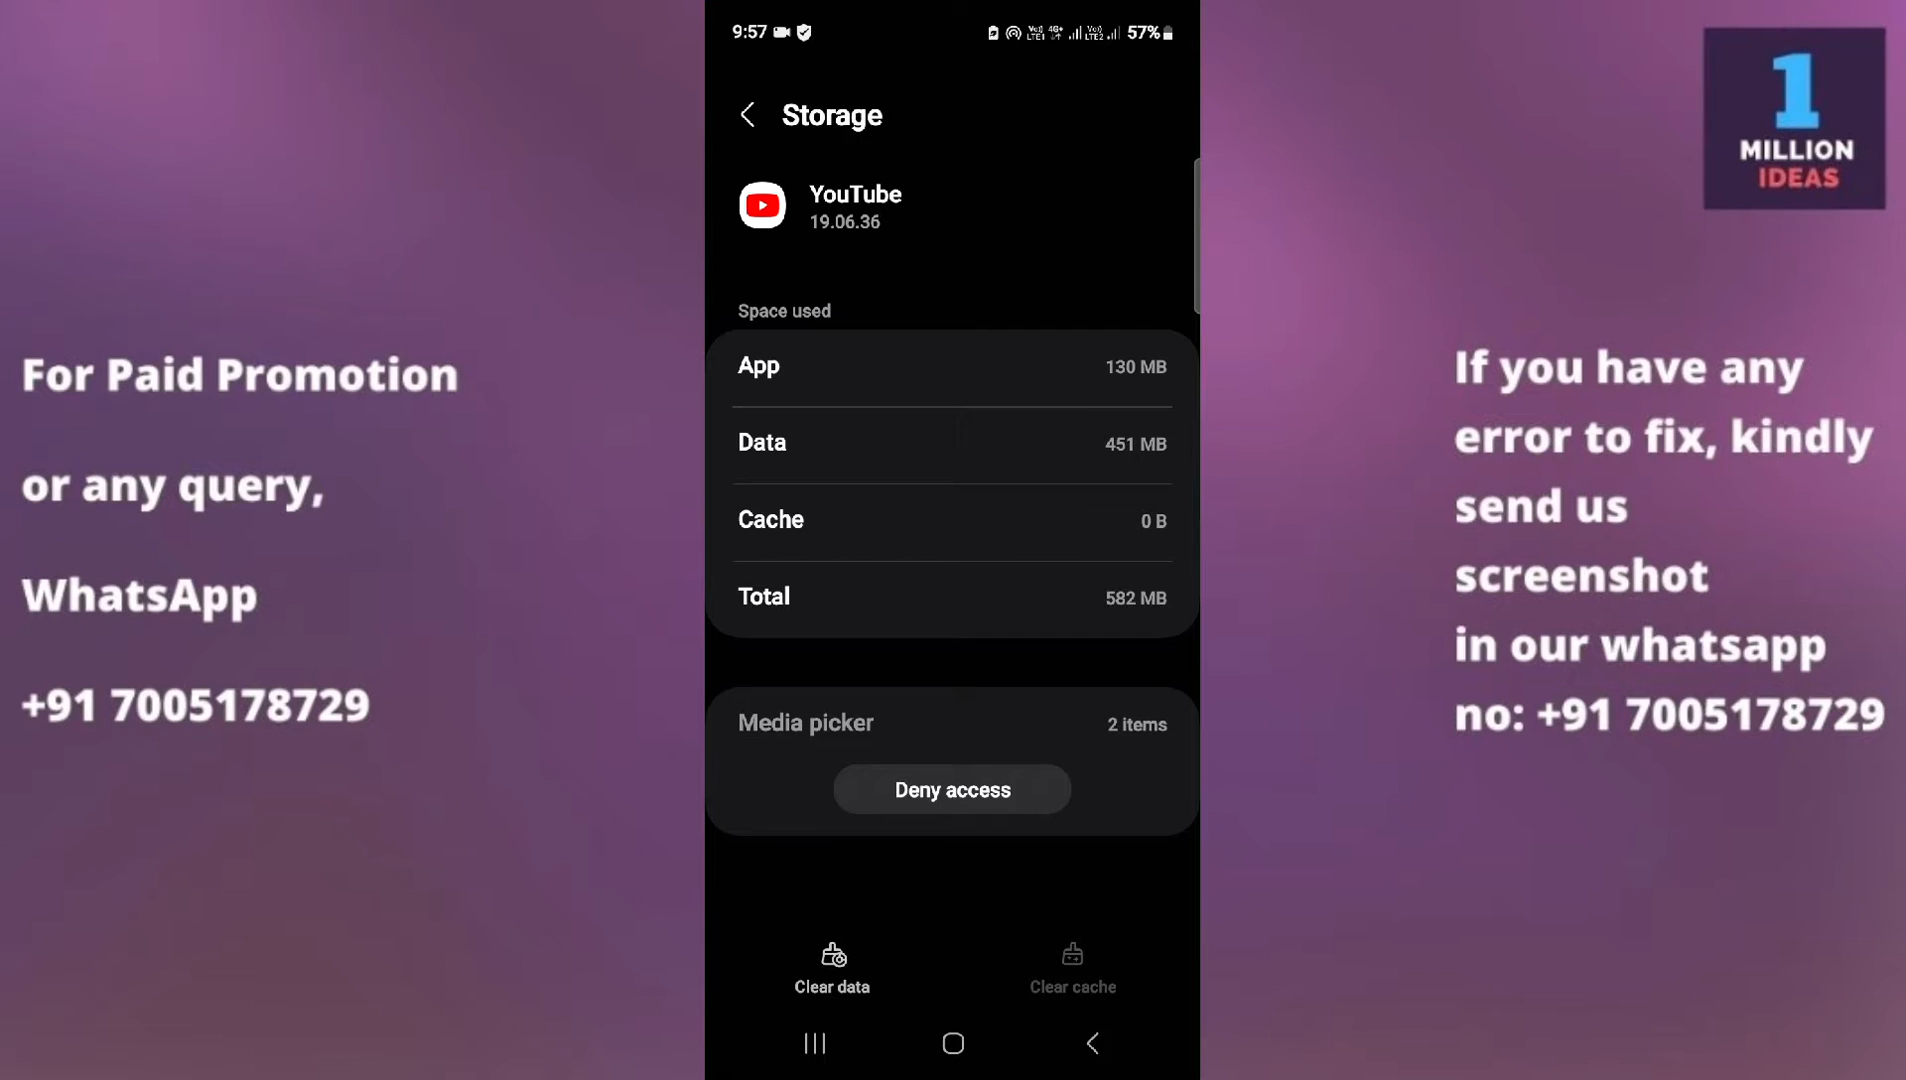 9:57
57%
Storage
YouTube
19.06.36
Space used
App 130 MB
Data 451 MB
Cache 0 B
Total 582 MB
Media picker 2 items
Deny access
Clear data
Clear cache
For Paid Promotion
or any query,
WhatsApp
+91 7005178729
1
MILLION
IDEAS
If you have any
error to fix, kindly
send us
screenshot
in our whatsapp
no: +91 7005178729